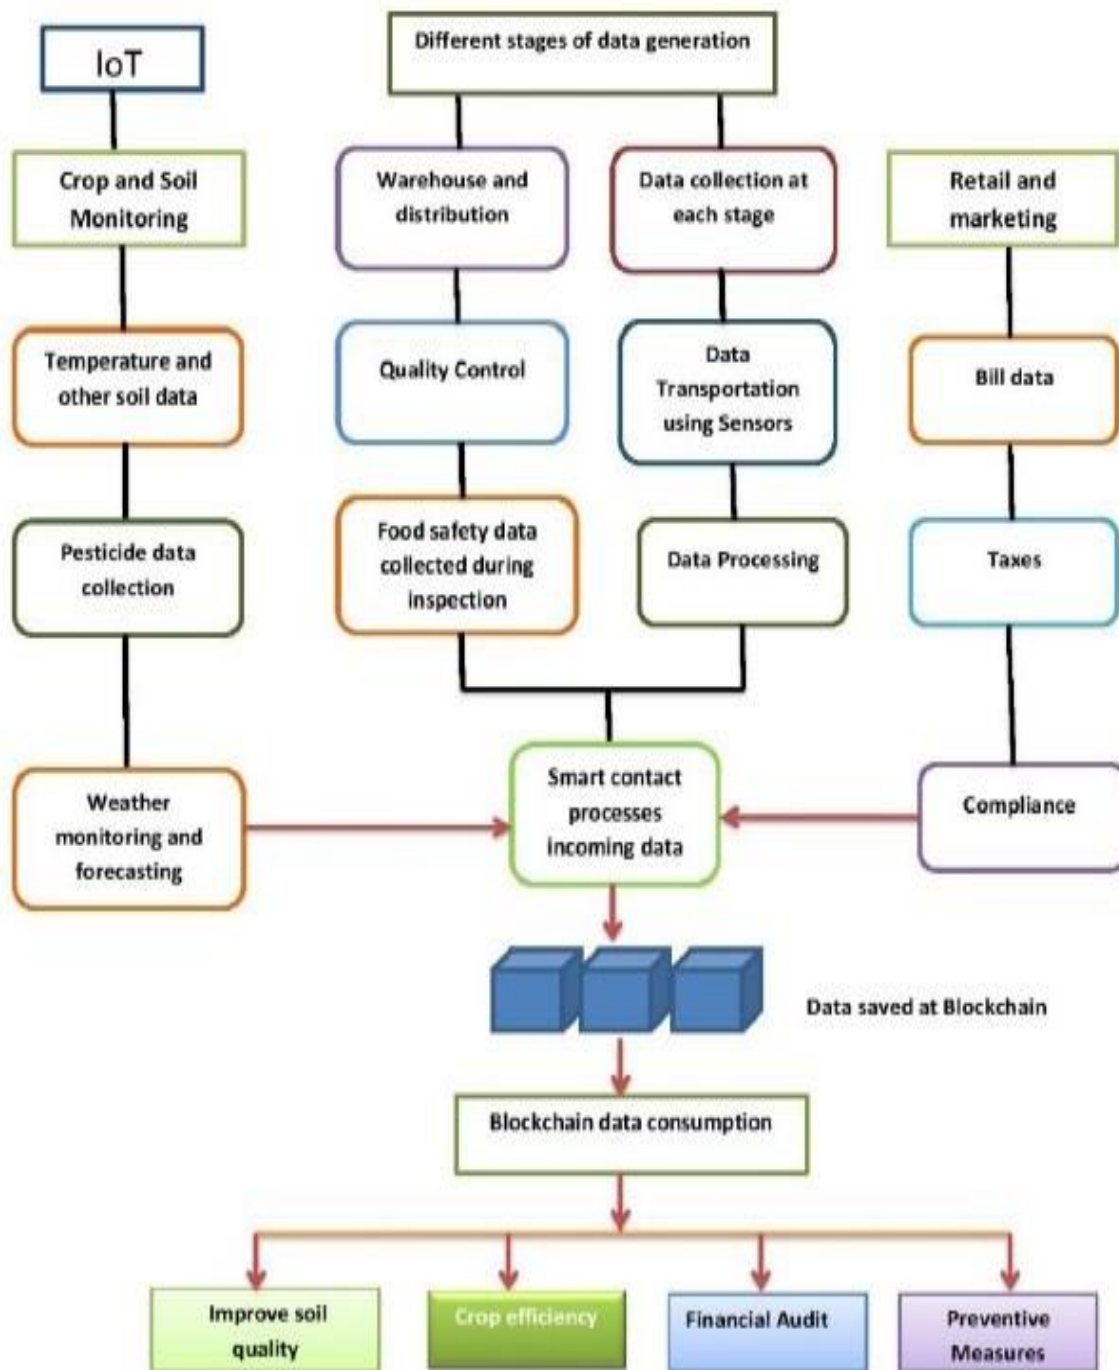 IoT
Different stages of data generation
Crop and Soil
Monitoring
Warehouse and
distribution
Data collection at
each stage
Retail and
marketing
Temperature and
other soil data
Quality Control
Data
Transportation
using Sensors
Bill data
Pesticide data
collection
Food safety data
collected during
inspection
Data Processing
Taxes
Weather
monitoring and
forecasting
Smart contact
processes
incoming data
Compliance
Data saved at Blockchain
Blockchain data consumption
Improve soil
quality
Crop efficiency
Financial Audit
Preventive
Measures